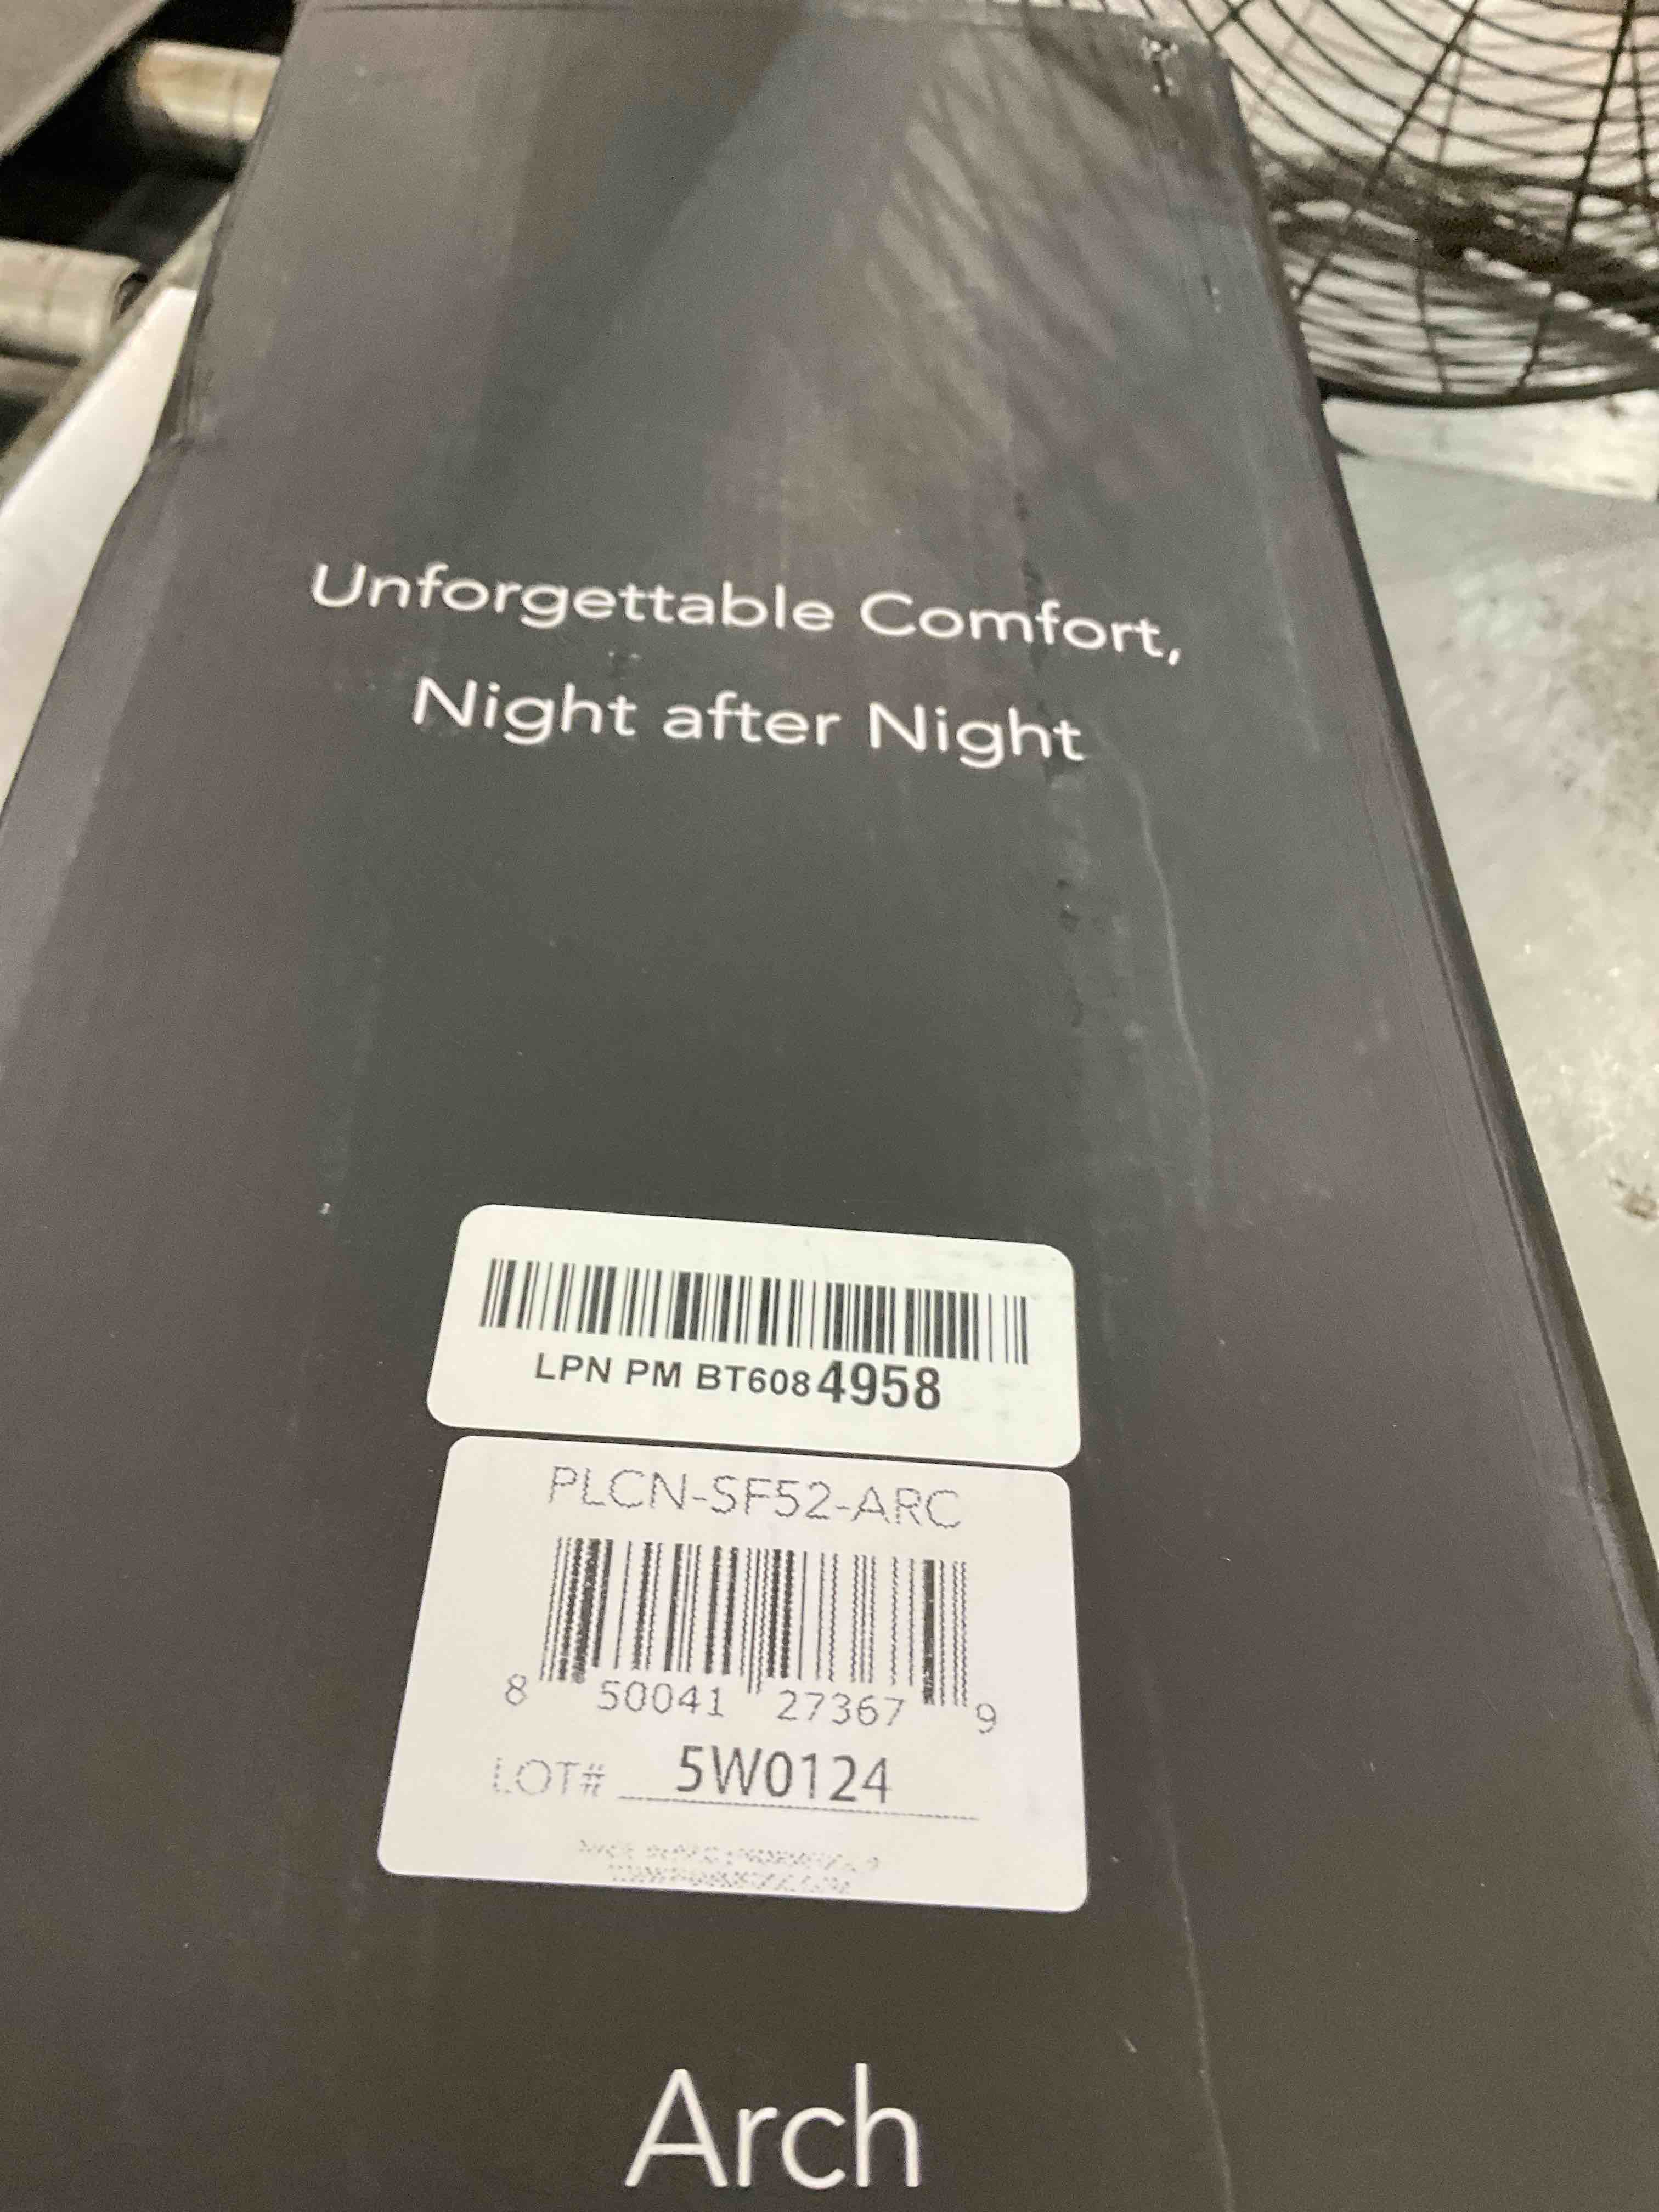 Unforgettable Comfort,
Night after Night
LPN PM BT6084958
PLCN-SF52-ARC
8 50041 27367 9
LOT# 5W0124
Arch